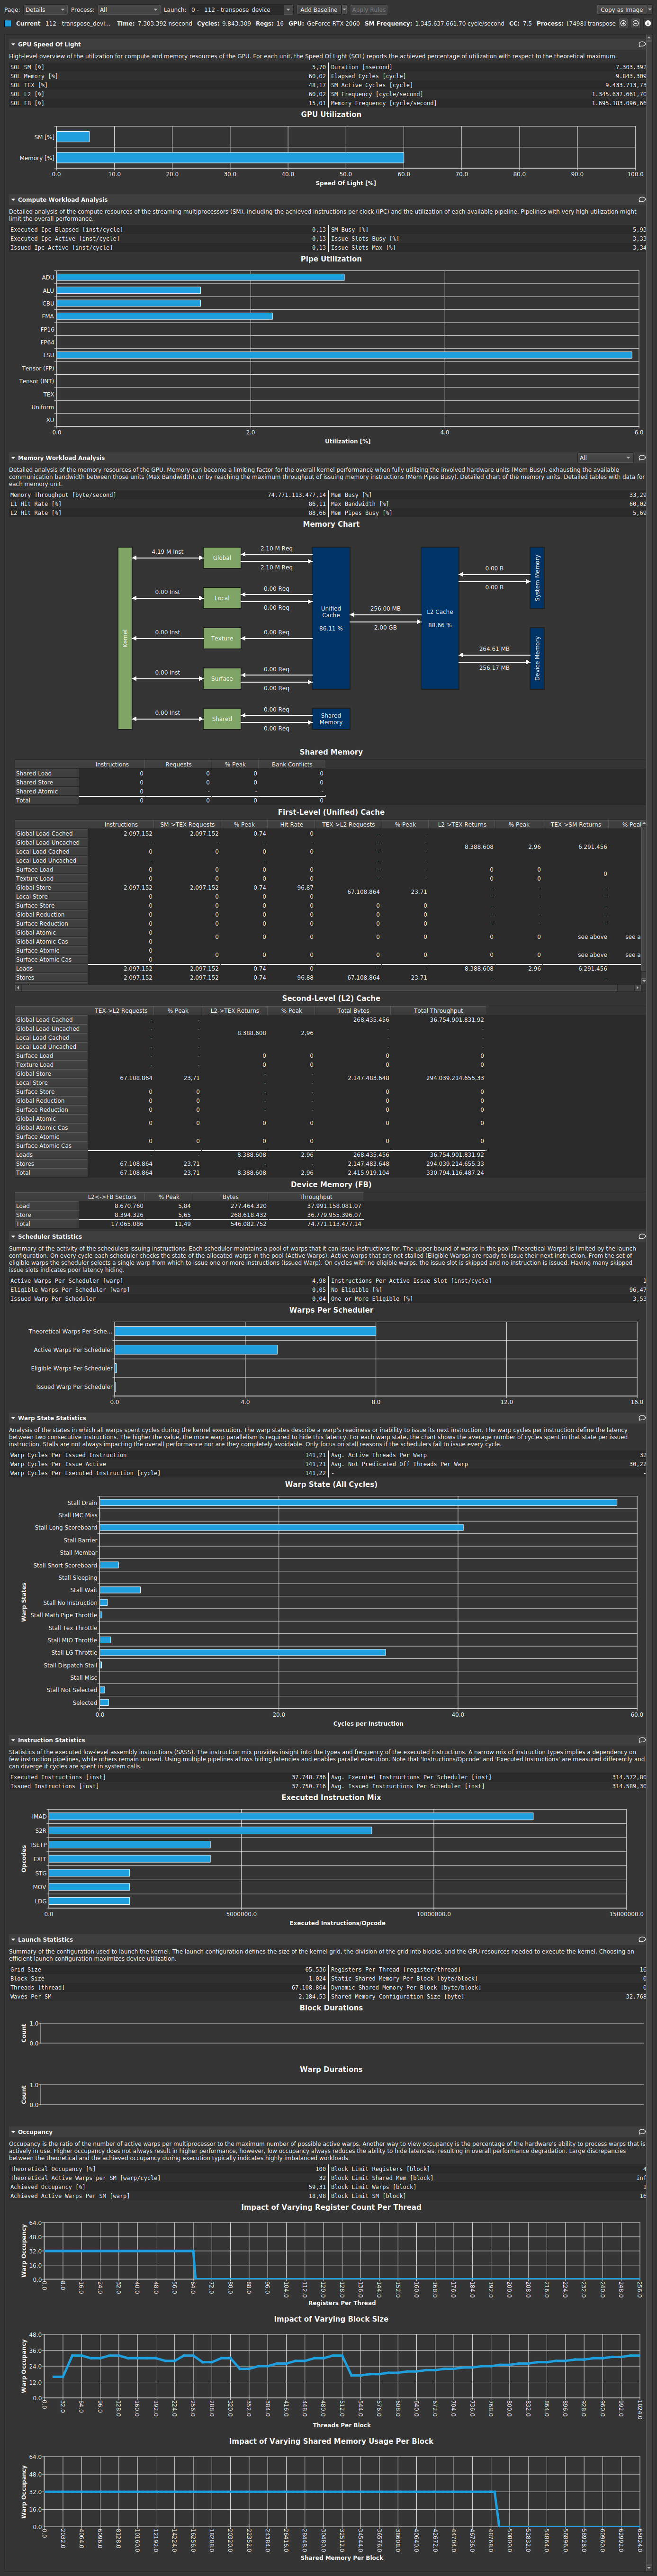 Page: Details Process: All Launch: 0 - 112 - transpose_device Add Baseline Apply Rules Copy as Image
Current 112 - transpose_devi... Time: 7.303.392 nsecond Cycles: 9.843.309 Regs: 16 GPU: GeForce RTX 2060 SM Frequency: 1.345.637.661,70 cycle/second CC: 7.5 Process: [7498] transpose
GPU Speed Of Light
High-level overview of the utilization for compute and memory resources of the GPU. For each unit, the Speed Of Light (SOL) reports the achieved percentage of utilization with respect to the theoretical maximum.
SOL SM [%] 5,70 Duration [nsecond] 7.303.392
SOL Memory [%] 60,02 Elapsed Cycles [cycle] 9.843.309
SOL TEX [%] 48,17 SM Active Cycles [cycle] 9.433.713,73
SOL L2 [%] 60,02 SM Frequency [cycle/second] 1.345.637.661,70
SOL FB [%] 15,01 Memory Frequency [cycle/second] 1.695.183.096,66
GPU Utilization
SM [%]
Memory [%]
0.0 10.0 20.0 30.0 40.0 50.0 60.0 70.0 80.0 90.0 100.0
Speed Of Light [%]
Compute Workload Analysis
Detailed analysis of the compute resources of the streaming multiprocessors (SM), including the achieved instructions per clock (IPC) and the utilization of each available pipeline. Pipelines with very high utilization might
limit the overall performance.
Executed Ipc Elapsed [inst/cycle] 0,13 SM Busy [%] 5,93
Executed Ipc Active [inst/cycle] 0,13 Issue Slots Busy [%] 3,33
Issued Ipc Active [inst/cycle] 0,13 Issue Slots Max [%] 3,34
Pipe Utilization
ADU
ALU
CBU
FMA
FP16
FP64
LSU
Tensor (FP)
Tensor (INT)
TEX
Uniform
XU
0.0 2.0 4.0 6.0
Utilization [%]
Memory Workload Analysis All
Detailed analysis of the memory resources of the GPU. Memory can become a limiting factor for the overall kernel performance when fully utilizing the involved hardware units (Mem Busy), exhausting the available
communication bandwidth between those units (Max Bandwidth), or by reaching the maximum throughput of issuing memory instructions (Mem Pipes Busy). Detailed chart of the memory units. Detailed tables with data for
each memory unit.
Memory Throughput [byte/second] 74.771.113.477,14 Mem Busy [%] 33,29
L1 Hit Rate [%] 86,11 Max Bandwidth [%] 60,02
L2 Hit Rate [%] 88,66 Mem Pipes Busy [%] 5,69
Memory Chart
Kernel
4.19 M Inst Global 2.10 M Req
2.10 M Req
0.00 Inst Local 0.00 Req
0.00 Req
0.00 Inst Texture 0.00 Req
0.00 Inst Surface 0.00 Req
0.00 Req
0.00 Inst Shared 0.00 Req
0.00 Req
Unified
Cache
86.11 %
Shared
Memory
256.00 MB
2.00 GB
L2 Cache
88.66 %
0.00 B
0.00 B
System Memory
264.61 MB
256.17 MB
Device Memory
Shared Memory
Instructions Requests % Peak Bank Conflicts
Shared Load 0 0 0 0
Shared Store 0 0 0 0
Shared Atomic 0 - - -
Total 0 0 0 0
First-Level (Unified) Cache
Instructions SM->TEX Requests % Peak Hit Rate TEX->L2 Requests % Peak L2->TEX Returns % Peak TEX->SM Returns % Peak
Global Load Cached 2.097.152 2.097.152 0,74 0 - - 8.388.608 2,96 6.291.456
Global Load Uncached - - - - - -
Local Load Cached 0 0 0 0 - -
Local Load Uncached - - - - - -
Surface Load 0 0 0 0 - - 0 0 0
Texture Load 0 0 0 0 - - 0 0
Global Store 2.097.152 2.097.152 0,74 96,87 67.108.864 23,71 - - -
Local Store 0 0 0 0 - - -
Surface Store 0 0 0 0 0 0 - - -
Global Reduction 0 0 0 0 0 0 - - -
Surface Reduction 0 0 0 0 0 0 - - -
Global Atomic 0 0 0 0 0 0 0 0 see above see a
Global Atomic Cas 0
Surface Atomic 0 0 0 0 0 0 0 0 see above see a
Surface Atomic Cas 0
Loads 2.097.152 2.097.152 0,74 0 - - 8.388.608 2,96 6.291.456
Stores 2.097.152 2.097.152 0,74 96,88 67.108.864 23,71 - - -
Second-Level (L2) Cache
TEX->L2 Requests % Peak L2->TEX Returns % Peak Total Bytes Total Throughput
Global Load Cached - - 8.388.608 2,96 268.435.456 36.754.901.831,92
Global Load Uncached - - - -
Local Load Cached - - - -
Local Load Uncached - - - -
Surface Load - - 0 0 0 0
Texture Load - - 0 0 0 0
Global Store 67.108.864 23,71 - - 2.147.483.648 294.039.214.655,33
Local Store - -
Surface Store 0 0 - - 0 0
Global Reduction 0 0 - - 0 0
Surface Reduction 0 0 - - 0 0
Global Atomic 0 0 0 0 0 0
Global Atomic Cas
Surface Atomic 0 0 0 0 0 0
Surface Atomic Cas
Loads - - 8.388.608 2,96 268.435.456 36.754.901.831,92
Stores 67.108.864 23,71 - - 2.147.483.648 294.039.214.655,33
Total 67.108.864 23,71 8.388.608 2,96 2.415.919.104 330.794.116.487,24
Device Memory (FB)
L2<->FB Sectors % Peak Bytes Throughput
Load 8.670.760 5,84 277.464.320 37.991.158.081,07
Store 8.394.326 5,65 268.618.432 36.779.955.396,07
Total 17.065.086 11,49 546.082.752 74.771.113.477,14
Scheduler Statistics
Summary of the activity of the schedulers issuing instructions. Each scheduler maintains a pool of warps that it can issue instructions for. The upper bound of warps in the pool (Theoretical Warps) is limited by the launch
configuration. On every cycle each scheduler checks the state of the allocated warps in the pool (Active Warps). Active warps that are not stalled (Eligible Warps) are ready to issue their next instruction. From the set of
eligible warps the scheduler selects a single warp from which to issue one or more instructions (Issued Warp). On cycles with no eligible warps, the issue slot is skipped and no instruction is issued. Having many skipped
issue slots indicates poor latency hiding.
Active Warps Per Scheduler [warp] 4,98 Instructions Per Active Issue Slot [inst/cycle] 1
Eligible Warps Per Scheduler [warp] 0,05 No Eligible [%] 96,47
Issued Warp Per Scheduler 0,04 One or More Eligible [%] 3,53
Warps Per Scheduler
Theoretical Warps Per Sche...
Active Warps Per Scheduler
Eligible Warps Per Scheduler
Issued Warp Per Scheduler
0.0 4.0 8.0 12.0 16.0
Warp State Statistics
Analysis of the states in which all warps spent cycles during the kernel execution. The warp states describe a warp's readiness or inability to issue its next instruction. The warp cycles per instruction define the latency
between two consecutive instructions. The higher the value, the more warp parallelism is required to hide this latency. For each warp state, the chart shows the average number of cycles spent in that state per issued
instruction. Stalls are not always impacting the overall performance nor are they completely avoidable. Only focus on stall reasons if the schedulers fail to issue every cycle.
Warp Cycles Per Issued Instruction 141,21 Avg. Active Threads Per Warp 32
Warp Cycles Per Issue Active 141,21 Avg. Not Predicated Off Threads Per Warp 30,22
Warp Cycles Per Executed Instruction [cycle] 141,22 - -
Warp State (All Cycles)
Warp States
Stall Drain
Stall IMC Miss
Stall Long Scoreboard
Stall Barrier
Stall Membar
Stall Short Scoreboard
Stall Sleeping
Stall Wait
Stall No Instruction
Stall Math Pipe Throttle
Stall Tex Throttle
Stall MIO Throttle
Stall LG Throttle
Stall Dispatch Stall
Stall Misc
Stall Not Selected
Selected
0.0 20.0 40.0 60.0
Cycles per Instruction
Instruction Statistics
Statistics of the executed low-level assembly instructions (SASS). The instruction mix provides insight into the types and frequency of the executed instructions. A narrow mix of instruction types implies a dependency on
few instruction pipelines, while others remain unused. Using multiple pipelines allows hiding latencies and enables parallel execution. Note that 'Instructions/Opcode' and 'Executed Instructions' are measured differently and
can diverge if cycles are spent in system calls.
Executed Instructions [inst] 37.748.736 Avg. Executed Instructions Per Scheduler [inst] 314.572,80
Issued Instructions [inst] 37.750.716 Avg. Issued Instructions Per Scheduler [inst] 314.589,30
Executed Instruction Mix
Opcodes
IMAD
S2R
ISETP
EXIT
STG
MOV
LDG
0.0 5000000.0 10000000.0 15000000.0
Executed Instructions/Opcode
Launch Statistics
Summary of the configuration used to launch the kernel. The launch configuration defines the size of the kernel grid, the division of the grid into blocks, and the GPU resources needed to execute the kernel. Choosing an
efficient launch configuration maximizes device utilization.
Grid Size 65.536 Registers Per Thread [register/thread] 16
Block Size 1.024 Static Shared Memory Per Block [byte/block] 0
Threads [thread] 67.108.864 Dynamic Shared Memory Per Block [byte/block] 0
Waves Per SM 2.184,53 Shared Memory Configuration Size [byte] 32.768
Block Durations
Count
1.0
0.0
Warp Durations
Count
1.0
0.0
Occupancy
Occupancy is the ratio of the number of active warps per multiprocessor to the maximum number of possible active warps. Another way to view occupancy is the percentage of the hardware's ability to process warps that is
actively in use. Higher occupancy does not always result in higher performance, however, low occupancy always reduces the ability to hide latencies, resulting in overall performance degradation. Large discrepancies
between the theoretical and the achieved occupancy during execution typically indicates highly imbalanced workloads.
Theoretical Occupancy [%] 100 Block Limit Registers [block] 4
Theoretical Active Warps per SM [warp/cycle] 32 Block Limit Shared Mem [block] inf
Achieved Occupancy [%] 59,31 Block Limit Warps [block] 1
Achieved Active Warps Per SM [warp] 18,98 Block Limit SM [block] 16
Impact of Varying Register Count Per Thread
Warp Occupancy
64.0
48.0
32.0
16.0
0.0
0.0 8.0 16.0 24.0 32.0 40.0 48.0 56.0 64.0 72.0 80.0 88.0 96.0 104.0 112.0 120.0 128.0 136.0 144.0 152.0 160.0 168.0 176.0 184.0 192.0 200.0 208.0 216.0 224.0 232.0 240.0 248.0 256.0
Registers Per Thread
Impact of Varying Block Size
Warp Occupancy
48.0
36.0
24.0
12.0
0.0
0.0 32.0 64.0 96.0 128.0 160.0 192.0 224.0 256.0 288.0 320.0 352.0 384.0 416.0 448.0 480.0 512.0 544.0 576.0 608.0 640.0 672.0 704.0 736.0 768.0 800.0 832.0 864.0 896.0 928.0 960.0 992.0 1024.0
Threads Per Block
Impact of Varying Shared Memory Usage Per Block
Warp Occupancy
64.0
48.0
32.0
16.0
0.0
0.0 2032.0 4064.0 6096.0 8128.0 10160.0 12192.0 14224.0 16256.0 18288.0 20320.0 22352.0 24384.0 26416.0 28448.0 30480.0 32512.0 34544.0 36576.0 38608.0 40640.0 42672.0 44704.0 46736.0 48768.0 50800.0 52832.0 54864.0 56896.0 58928.0 60960.0 62992.0 65024.0
Shared Memory Per Block